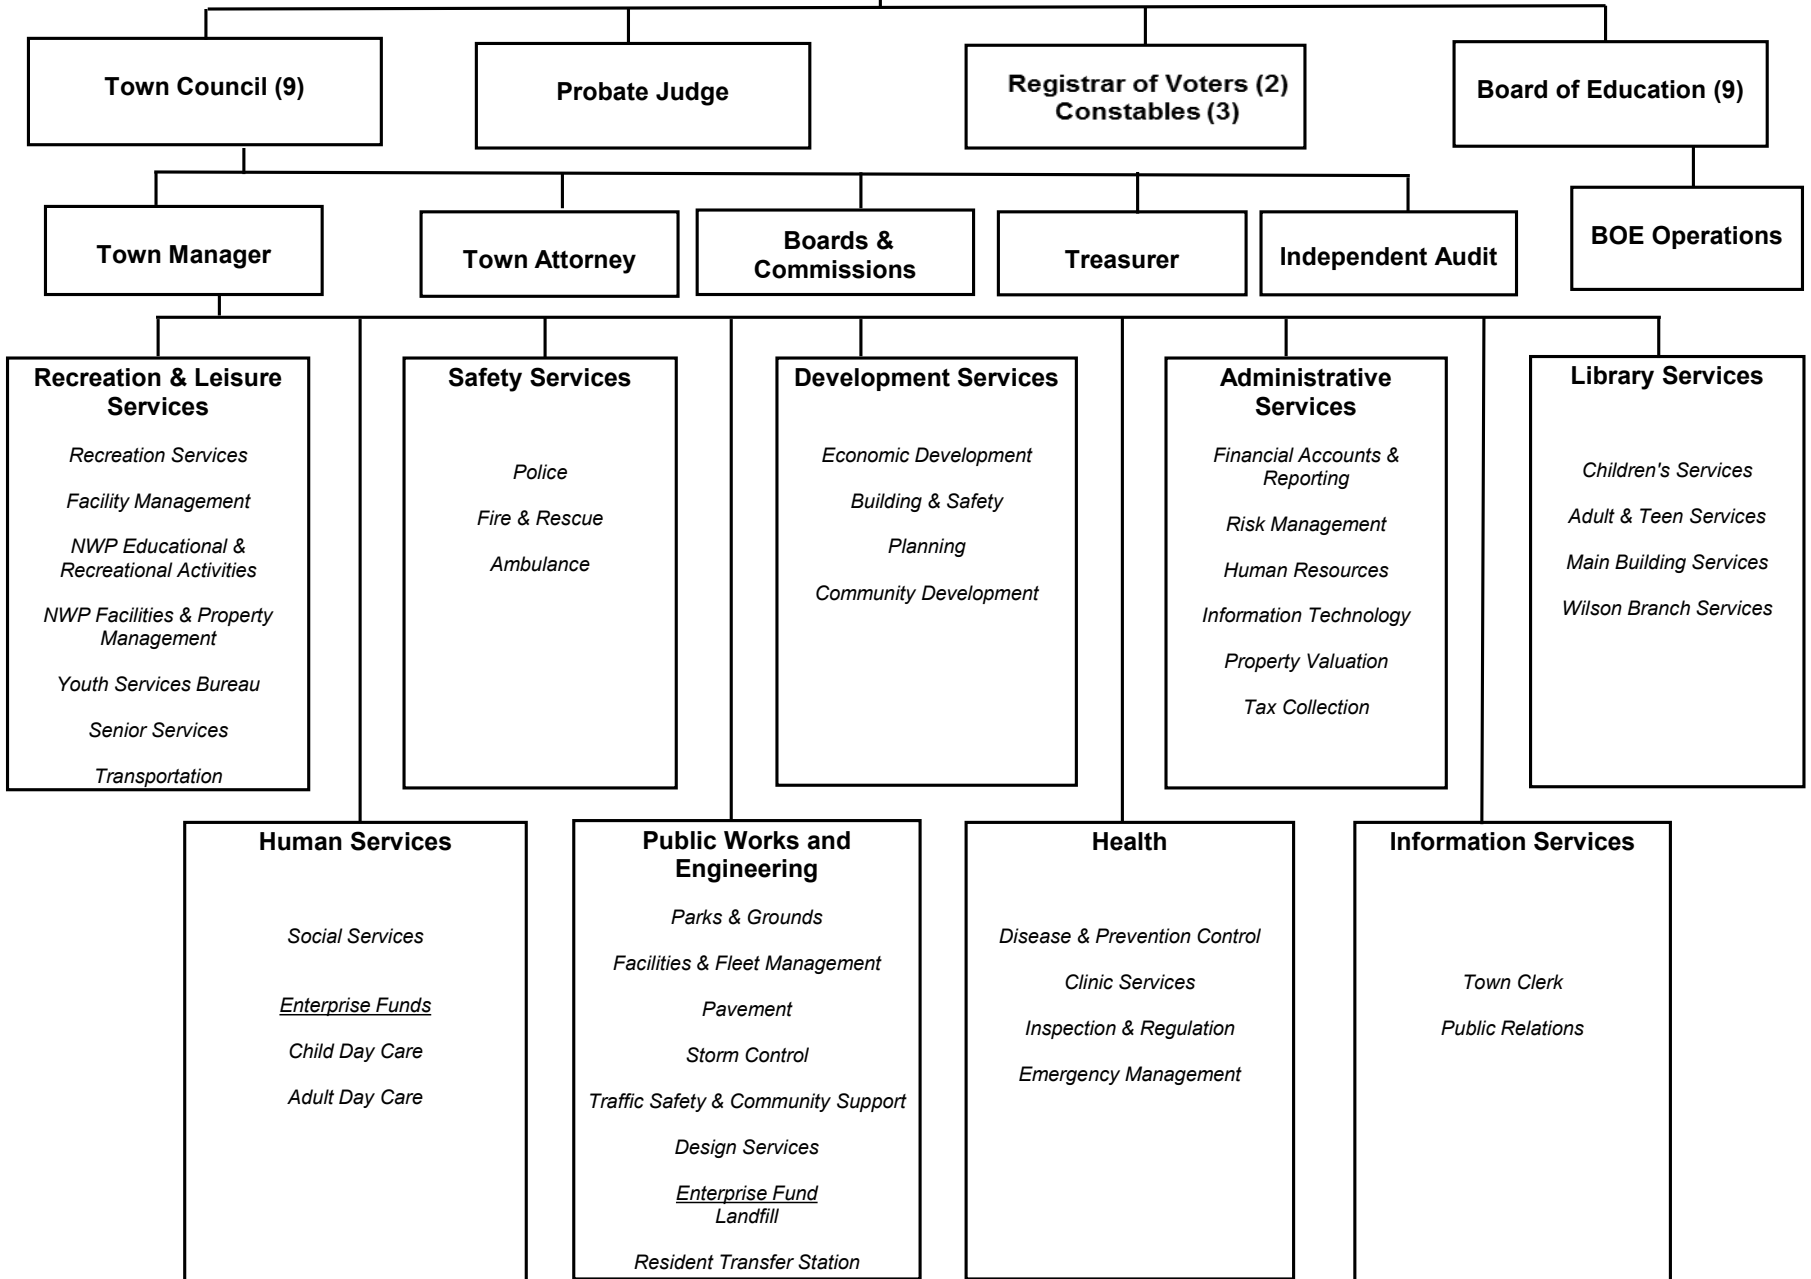 Town Council (9)
Probate Judge
Registrar of Voters (2)
Constables (3)
Board of Education (9)
Town Manager
Town Attorney
Boards &
Commissions
Treasurer
Independent Audit
BOE Operations
Recreation & Leisure
Services
Recreation Services
Facility Management
NWP Educational &
Recreational Activities
NWP Facilities & Property
Management
Youth Services Bureau
Senior Services
Transportation
Safety Services
Police
Fire & Rescue
Ambulance
Development Services
Economic Development
Building & Safety
Planning
Community Development
Administrative
Services
Financial Accounts &
Reporting
Risk Management
Human Resources
Information Technology
Property Valuation
Tax Collection
Library Services
Children's Services
Adult & Teen Services
Main Building Services
Wilson Branch Services
Human Services
Social Services
Enterprise Funds
Child Day Care
Adult Day Care
Public Works and
Engineering
Parks & Grounds
Facilities & Fleet Management
Pavement
Storm Control
Traffic Safety & Community Support
Design Services
Enterprise Fund
Landfill
Resident Transfer Station
Health
Disease & Prevention Control
Clinic Services
Inspection & Regulation
Emergency Management
Information Services
Town Clerk
Public Relations